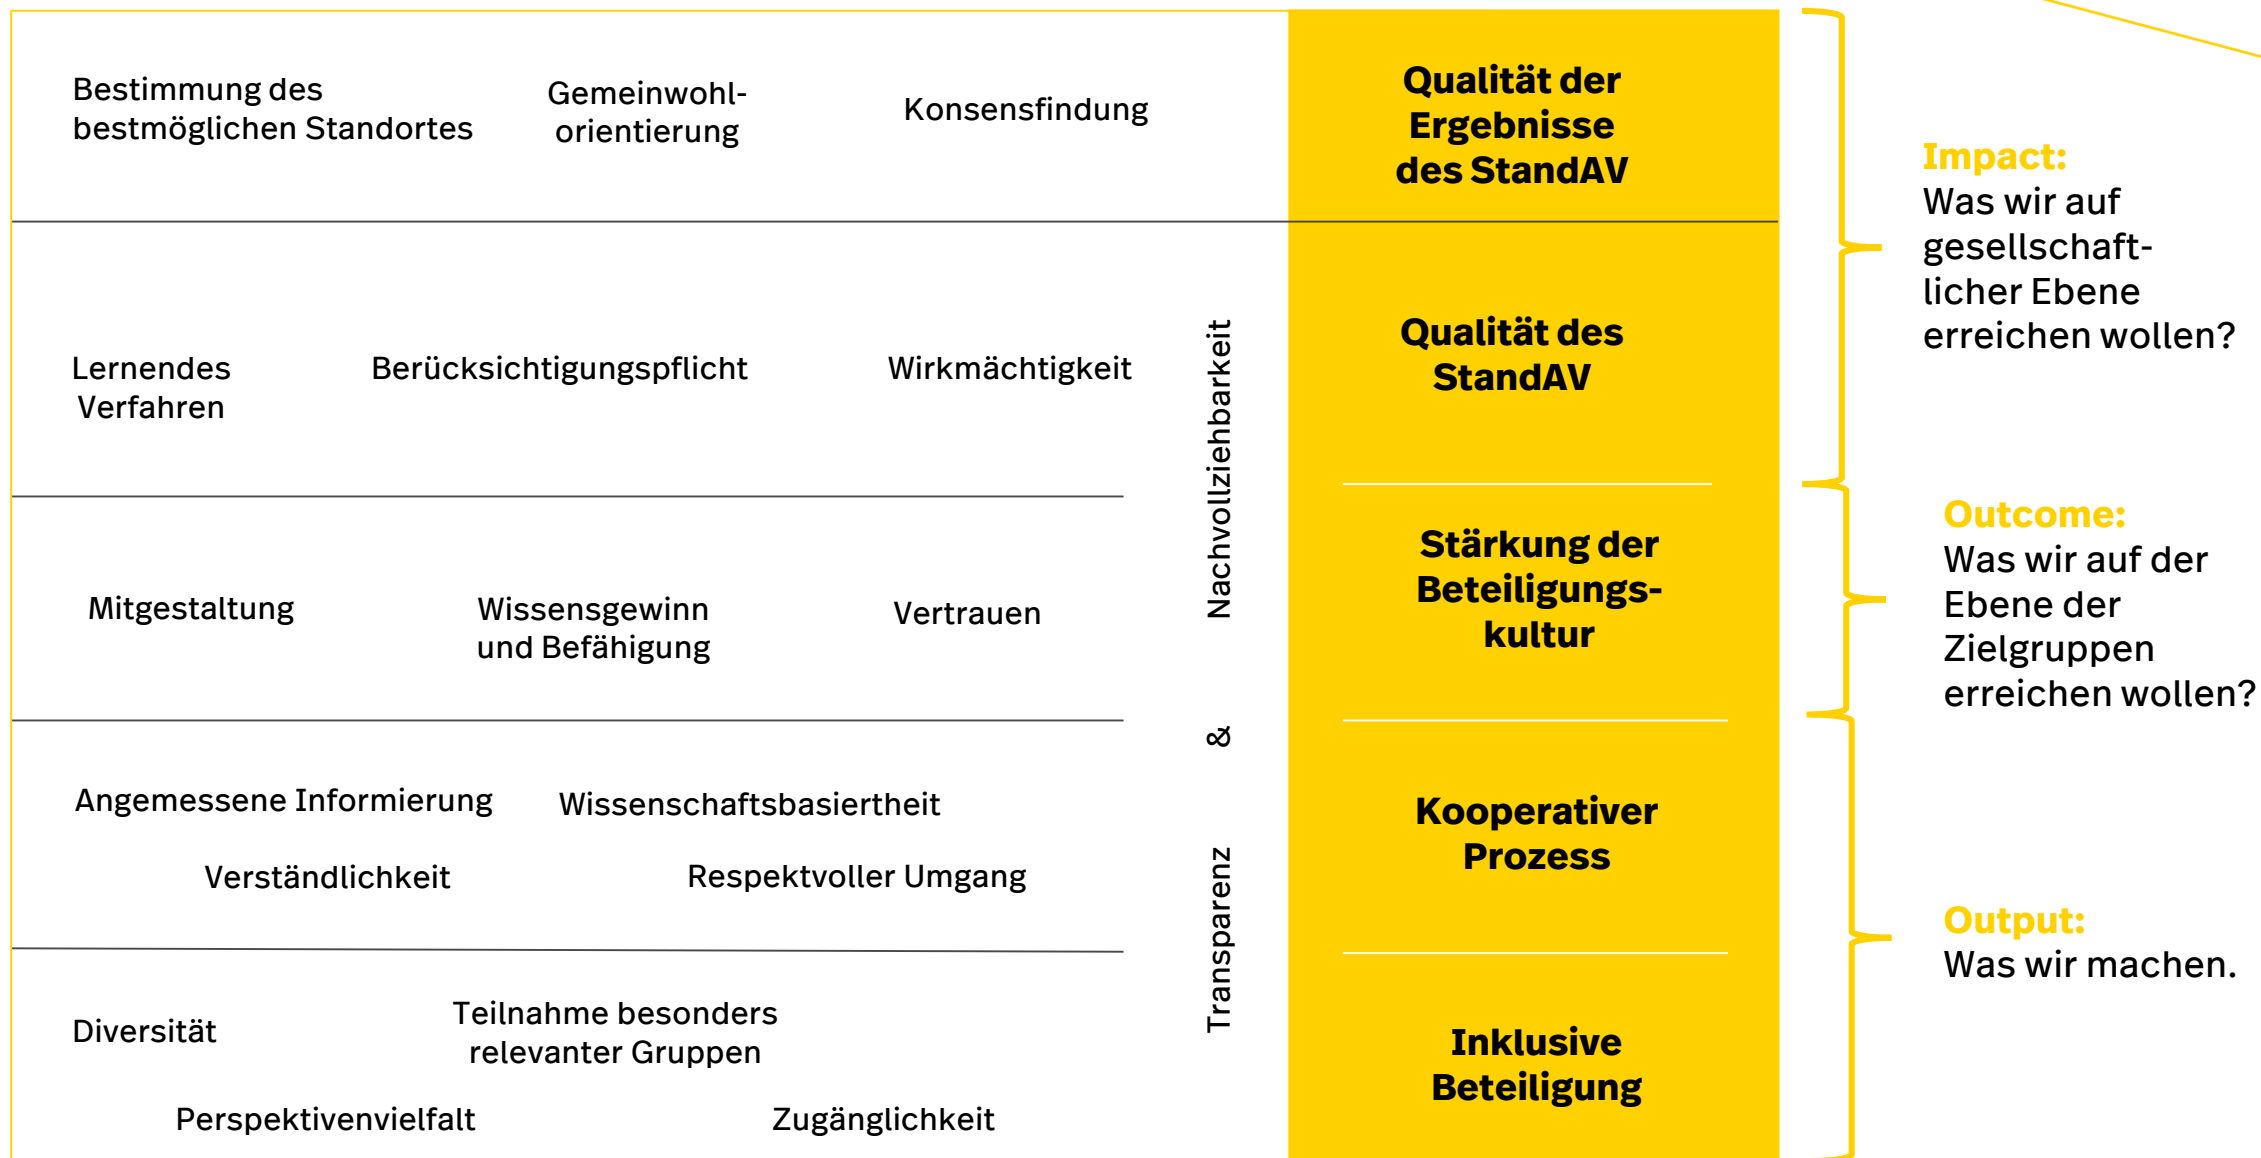 Bestimmung des
bestmöglichen Standortes
Gemeinwohl-
orientierung
Konsensfindung
Qualität der
Ergebnisse
des StandAV
Impact:
Was wir auf
gesellschaft-
licher Ebene
erreichen wollen?
Lernendes
Verfahren
Berücksichtigungspflicht
Wirkmächtigkeit
Qualität des
StandAV
Mitgestaltung
Wissensgewinn
und Befähigung
Vertrauen
Stärkung der
Beteiligungs-
kultur
Outcome:
Was wir auf der
Ebene der
Zielgruppen
erreichen wollen?
Angemessene Informierung
Wissenschaftsbasiertheit
Verständlichkeit
Respektvoller Umgang
Kooperativer
Prozess
Transparenz & Nachvollziehbarkeit
Output:
Was wir machen.
Diversität
Teilnahme besonders
relevanter Gruppen
Perspektivenvielfalt
Zugänglichkeit
Inklusive
Beteiligung